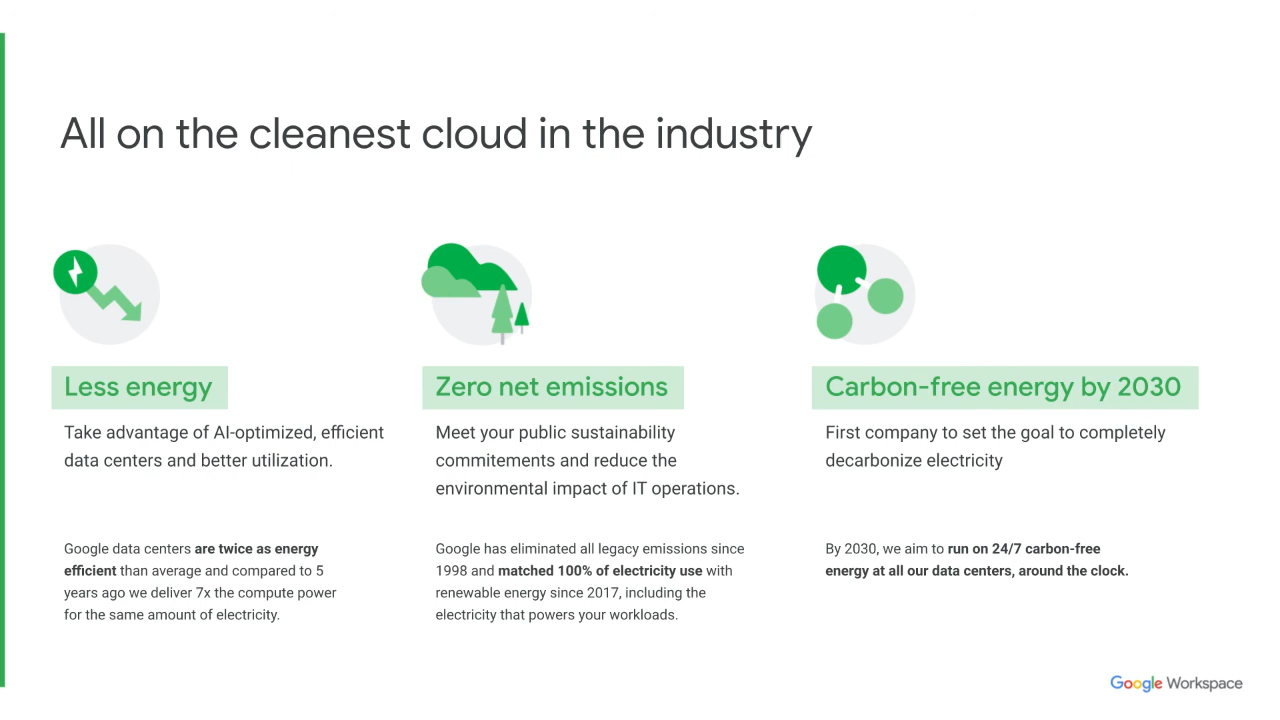 All on the cleanest cloud in the industry
Less energy
Take advantage of AI-optimized, efficient
data centers and better utilization.
Google data centers are twice as energy
efficient than average and compared to 5
years ago we deliver 7x the compute power
for the same amount of electricity.
Zero net emissions
Meet your public sustainability
commitements and reduce the
environmental impact of IT operations.
Google has eliminated all legacy emissions since
1998 and matched 100% of electricity use with
renewable energy since 2017, including the
electricity that powers your workloads.
Carbon-free energy by 2030
First company to set the goal to completely
decarbonize electricity
By 2030, we aim to run on 24/7 carbon-free
energy at all our data centers, around the clock.
Google Workspace